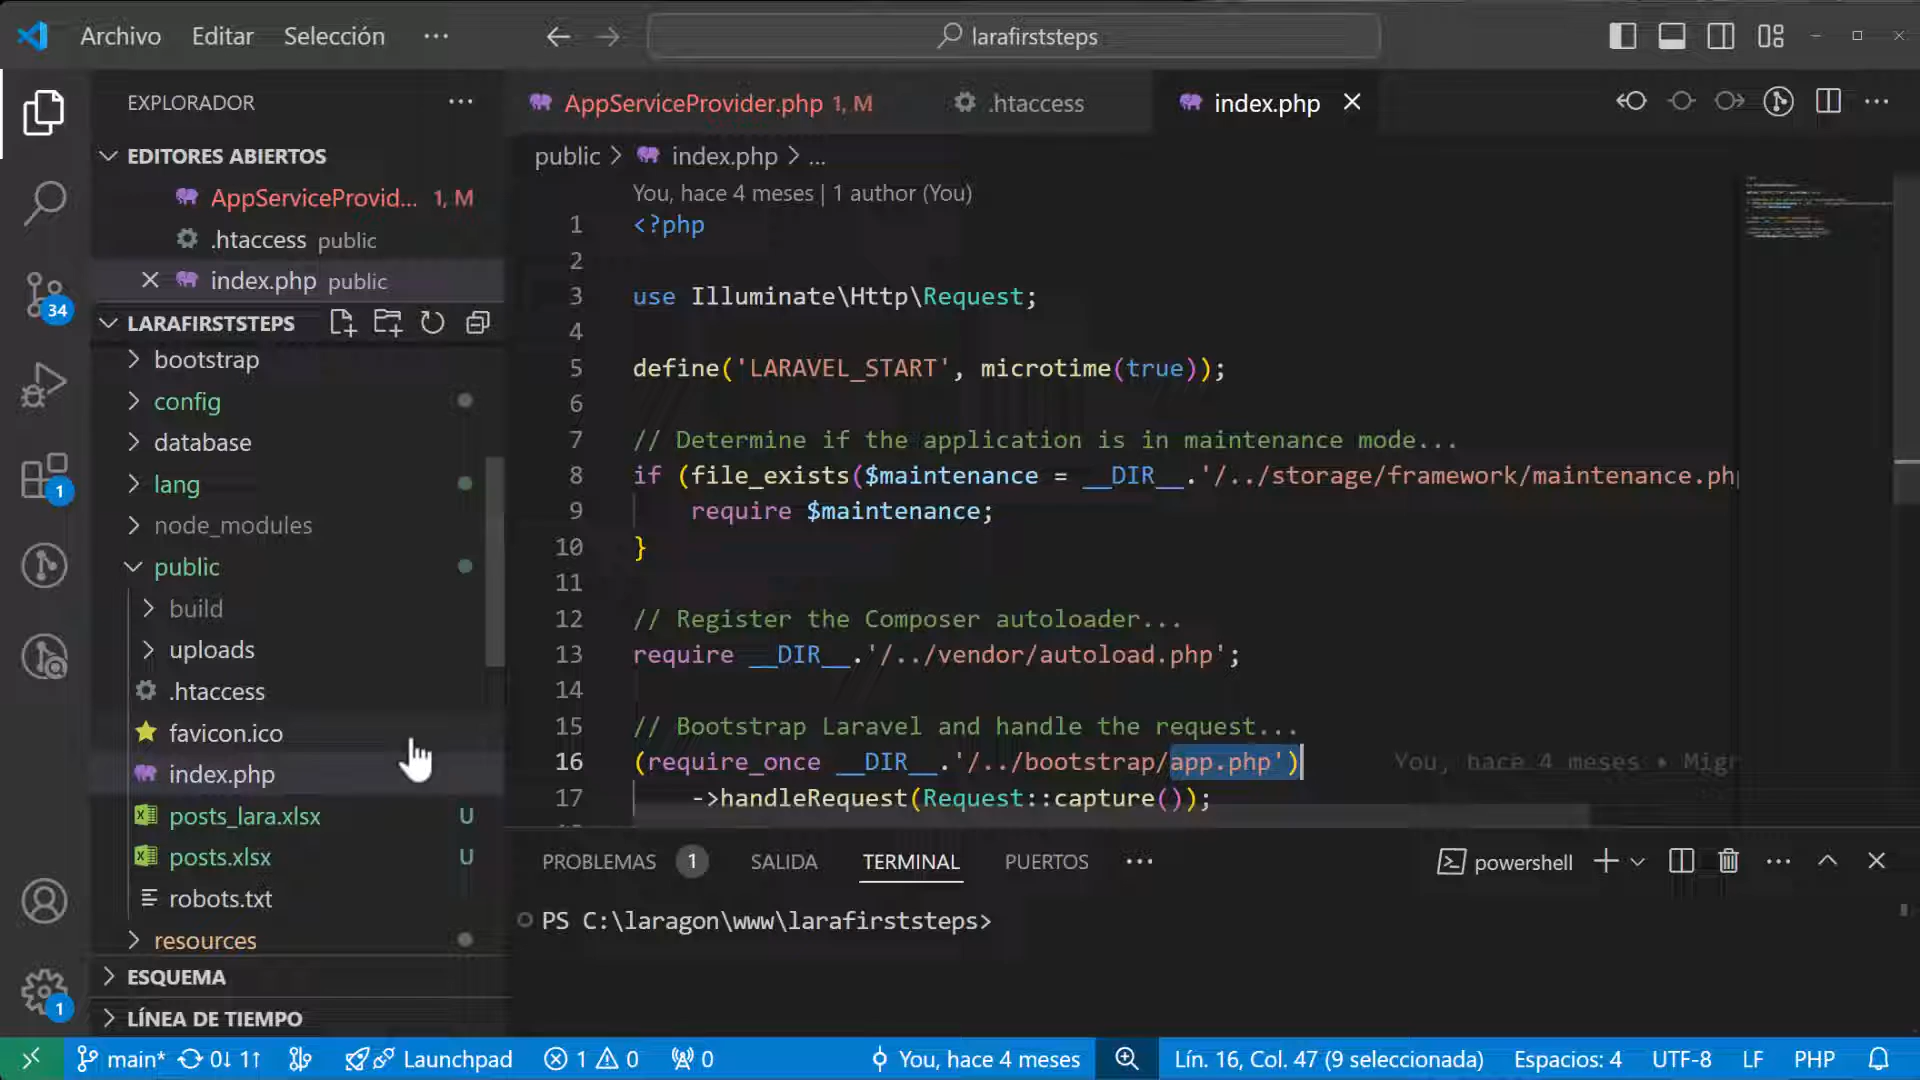 Archivo Editar Selección ··· larafirststeps
EXPLORADOR ···
EDITORES ABIERTOS
AppServiceProvid... 1, M
.htaccess public
index.php public
LARAFIRSTSTEPS
bootstrap
config
database
lang
node_modules
public
build
uploads
.htaccess
favicon.ico
index.php
posts_lara.xlsx U
posts.xlsx U
robots.txt
resources
ESQUEMA
LÍNEA DE TIEMPO
34
1
1
AppServiceProvider.php 1, M .htaccess index.php
public > index.php > ...
You, hace 4 meses | 1 author (You)
1 <?php
2
3 use Illuminate\Http\Request;
4
5 define('LARAVEL_START', microtime(true));
6
7 // Determine if the application is in maintenance mode...
8 if (file_exists($maintenance = __DIR__.'/../storage/framework/maintenance.ph
9 require $maintenance;
10 }
11
12 // Register the Composer autoloader...
13 require __DIR__.'/../vendor/autoload.php';
14
15 // Bootstrap Laravel and handle the request...
16 (require_once __DIR__.'/../bootstrap/app.php') You, hace 4 meses • Migr
17 ->handleRequest(Request::capture());
PROBLEMAS 1 SALIDA TERMINAL PUERTOS ··· powershell
PS C:\laragon\www\larafirststeps>
main* 0↓ 1↑ Launchpad 1 0 0 You, hace 4 meses Lín. 16, Col. 47 (9 seleccionada) Espacios: 4 UTF-8 LF PHP